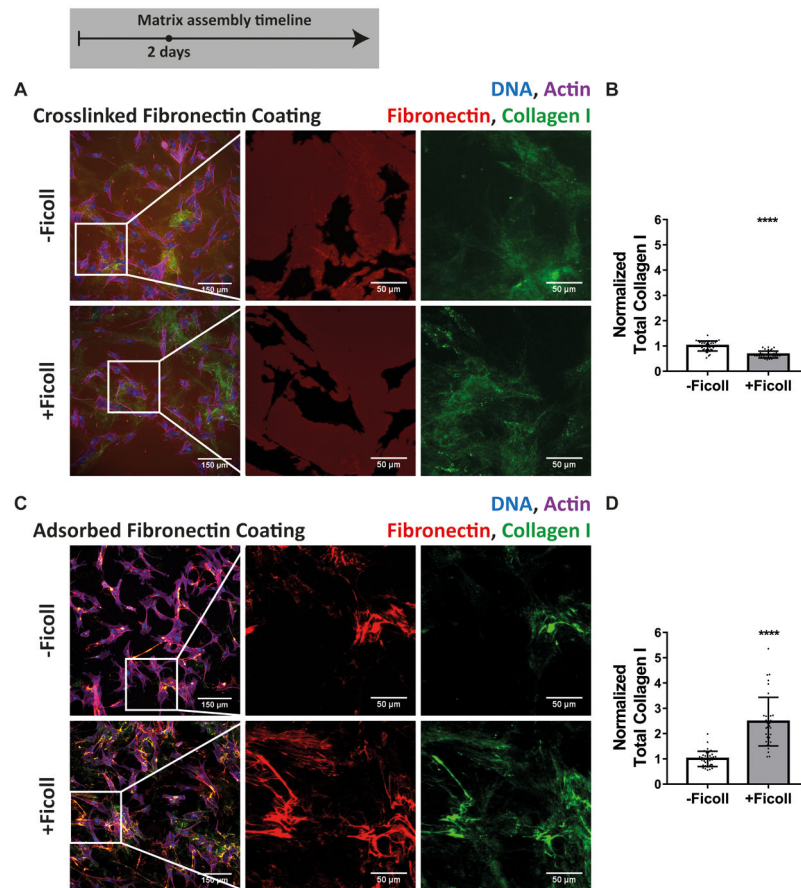 Matrix assembly timeline
2 days
A
DNA, Actin
B
Crosslinked Fibronectin Coating
Fibronectin, Collagen I
-Ficoll
150 µm
50 µm
50 µm
+Ficoll
150 µm
50 µm
50 µm
Normalized
Total Collagen I
6
5
4
3
2
1
0
****
-Ficoll
+Ficoll
C
DNA, Actin
D
Adsorbed Fibronectin Coating
Fibronectin, Collagen I
-Ficoll
150 µm
50 µm
50 µm
+Ficoll
150 µm
50 µm
50 µm
Normalized
Total Collagen I
6
5
4
3
2
1
0
****
-Ficoll
+Ficoll